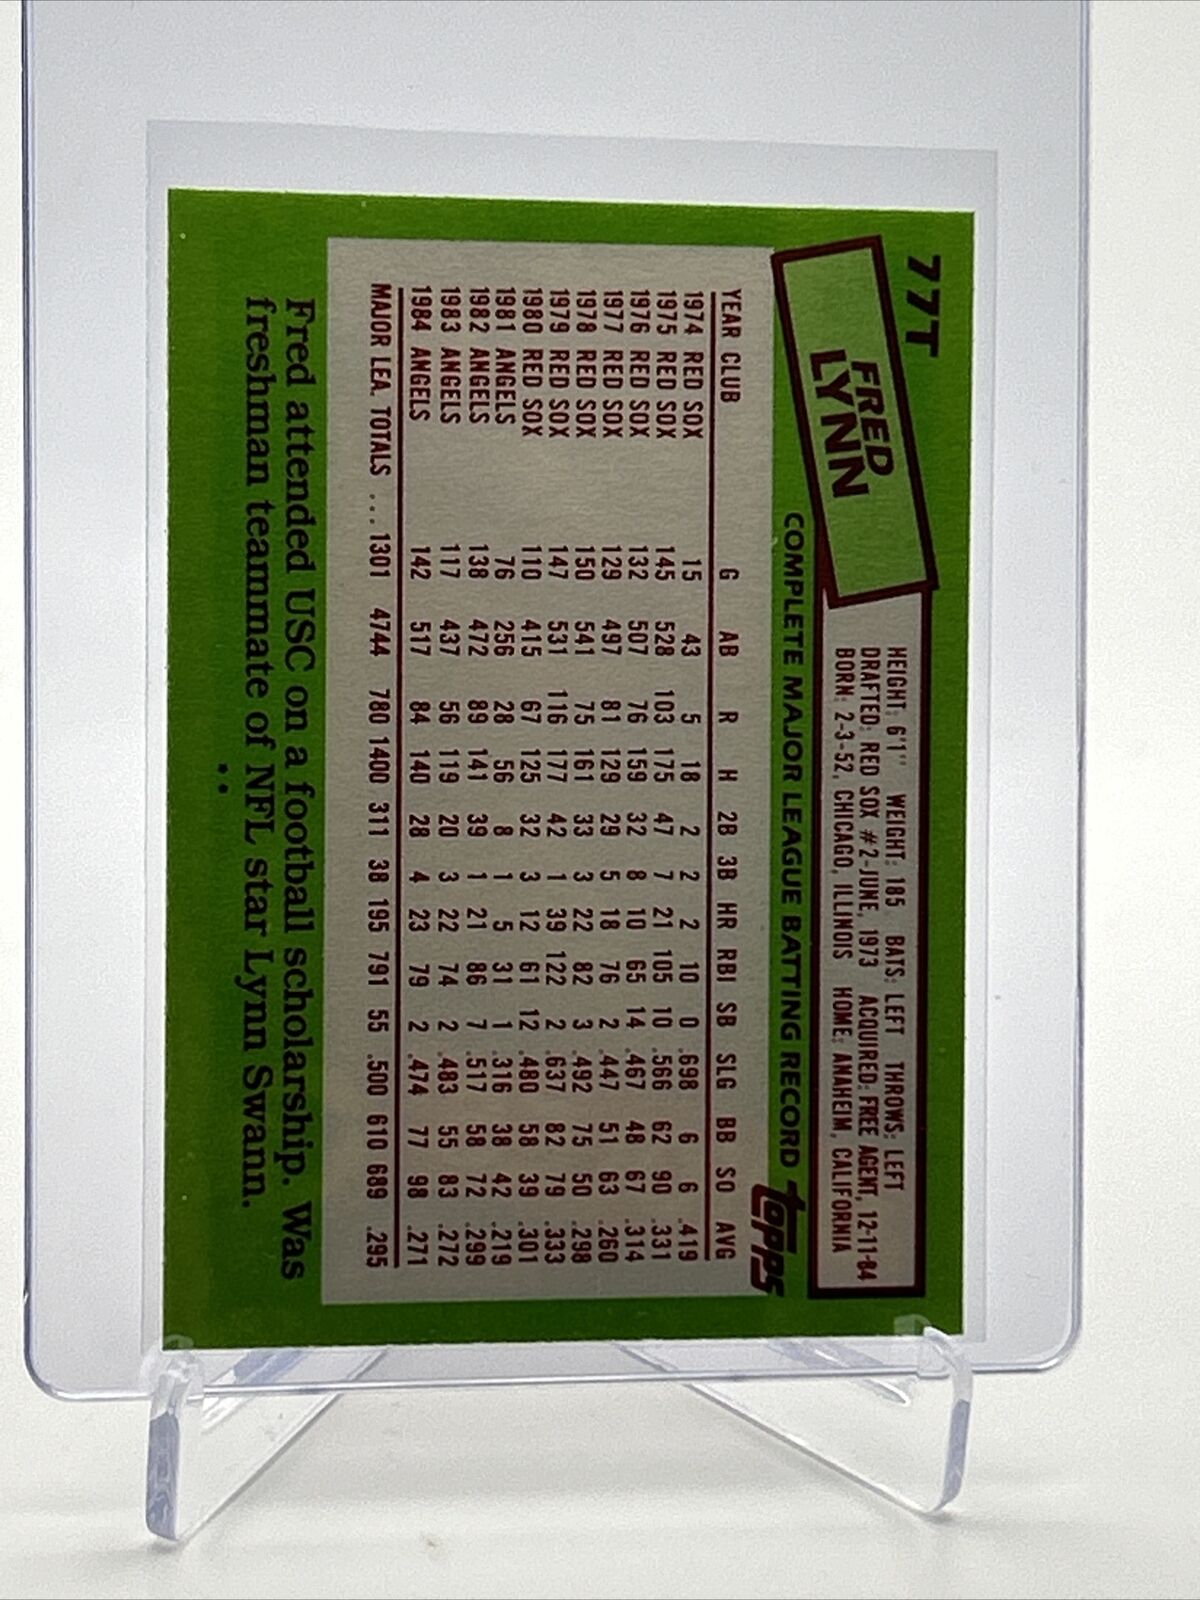 77T
FRED
LYNN
HEIGHT: 6'1" WEIGHT: 185 BATS: LEFT THROWS: LEFT
DRAFTED: RED SOX #2-JUNE, 1973 ACQUIRED: FREE AGENT, 12-11-84
BORN: 2-3-52, CHICAGO, ILLINOIS HOME: ANAHEIM, CALIFORNIA
COMPLETE MAJOR LEAGUE BATTING RECORD
topps
YEAR CLUB G AB R H 2B 3B HR RBI SB SLG BB SO AVG
1974 RED SOX 15 43 5 18 2 2 2 10 0 .698 6 6 .419
1975 RED SOX 145 528 103 175 47 7 21 105 10 .566 62 90 .331
1976 RED SOX 132 507 76 159 32 8 10 65 14 .467 48 67 .314
1977 RED SOX 129 497 81 129 29 5 18 76 2 .447 51 63 .260
1978 RED SOX 150 541 75 161 33 3 22 82 3 .492 75 50 .298
1979 RED SOX 147 531 116 177 42 1 39 122 2 .637 82 79 .333
1980 RED SOX 110 415 67 125 32 3 12 61 12 .480 58 39 .301
1981 ANGELS 76 256 28 56 8 1 5 31 1 .316 38 42 .219
1982 ANGELS 138 472 89 141 39 1 21 86 7 .517 58 72 .299
1983 ANGELS 117 437 56 119 20 3 22 74 2 .483 55 83 .272
1984 ANGELS 142 517 84 140 28 4 23 79 2 .474 77 98 .271
MAJOR LEA. TOTALS ... 1301 4744 780 1400 311 38 195 791 55 .500 610 689 .295
Fred attended USC on a football scholarship. Was
freshman teammate of NFL star Lynn Swann.